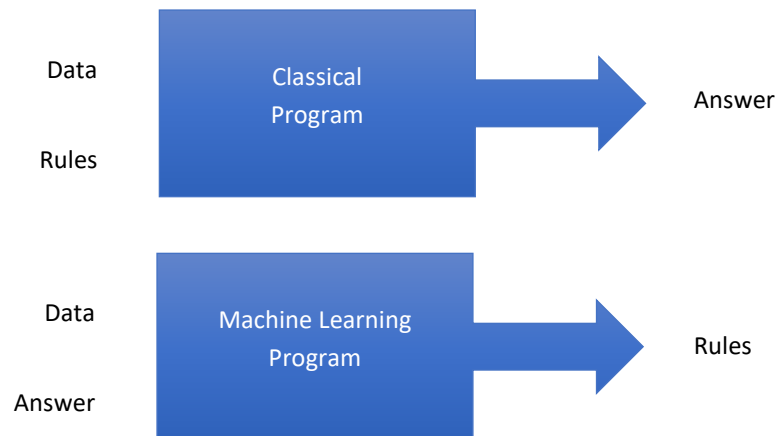 Data
Classical
Program
Answer
Rules
Data
Machine Learning
Program
Rules
Answer